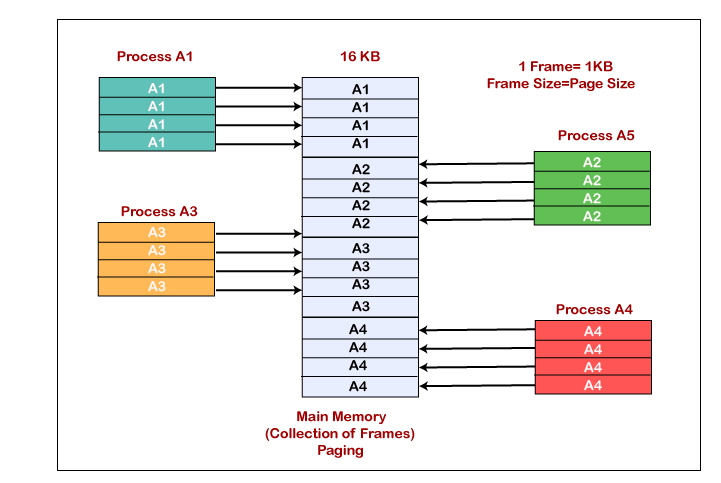 Process A1
16 KB
1 Frame= 1KB
Frame Size=Page Size
A1
A1
A1
A1
A1
A1
A1
A1
Process A5
A2
A2
A2
A2
A2
A2
A2
A2
Process A3
A3
A3
A3
A3
A3
A3
A3
A3
Process A4
A4
A4
A4
A4
A4
A4
A4
A4
Main Memory
(Collection of Frames)
Paging